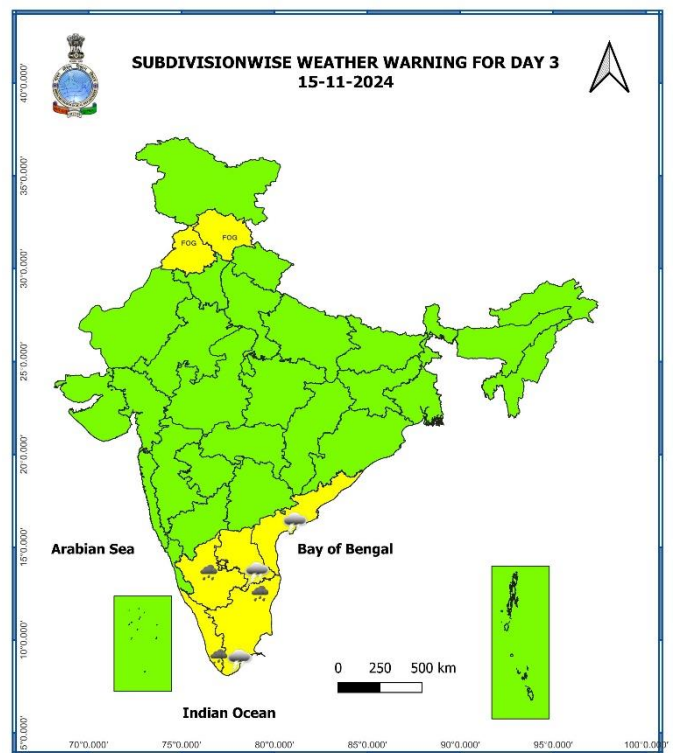 SUBDIVISIONWISE WEATHER WARNING FOR DAY 3
15-11-2024
40°0.000'
35°0.000'
30°0.000'
25°0.000'
20°0.000'
15°0.000'
10°0.000'
5°0.000'
FOG
FOG
Arabian Sea
Bay of Bengal
0 250 500 km
Indian Ocean
70°0.000' 75°0.000' 80°0.000' 85°0.000' 90°0.000' 95°0.000' 100°0.000'